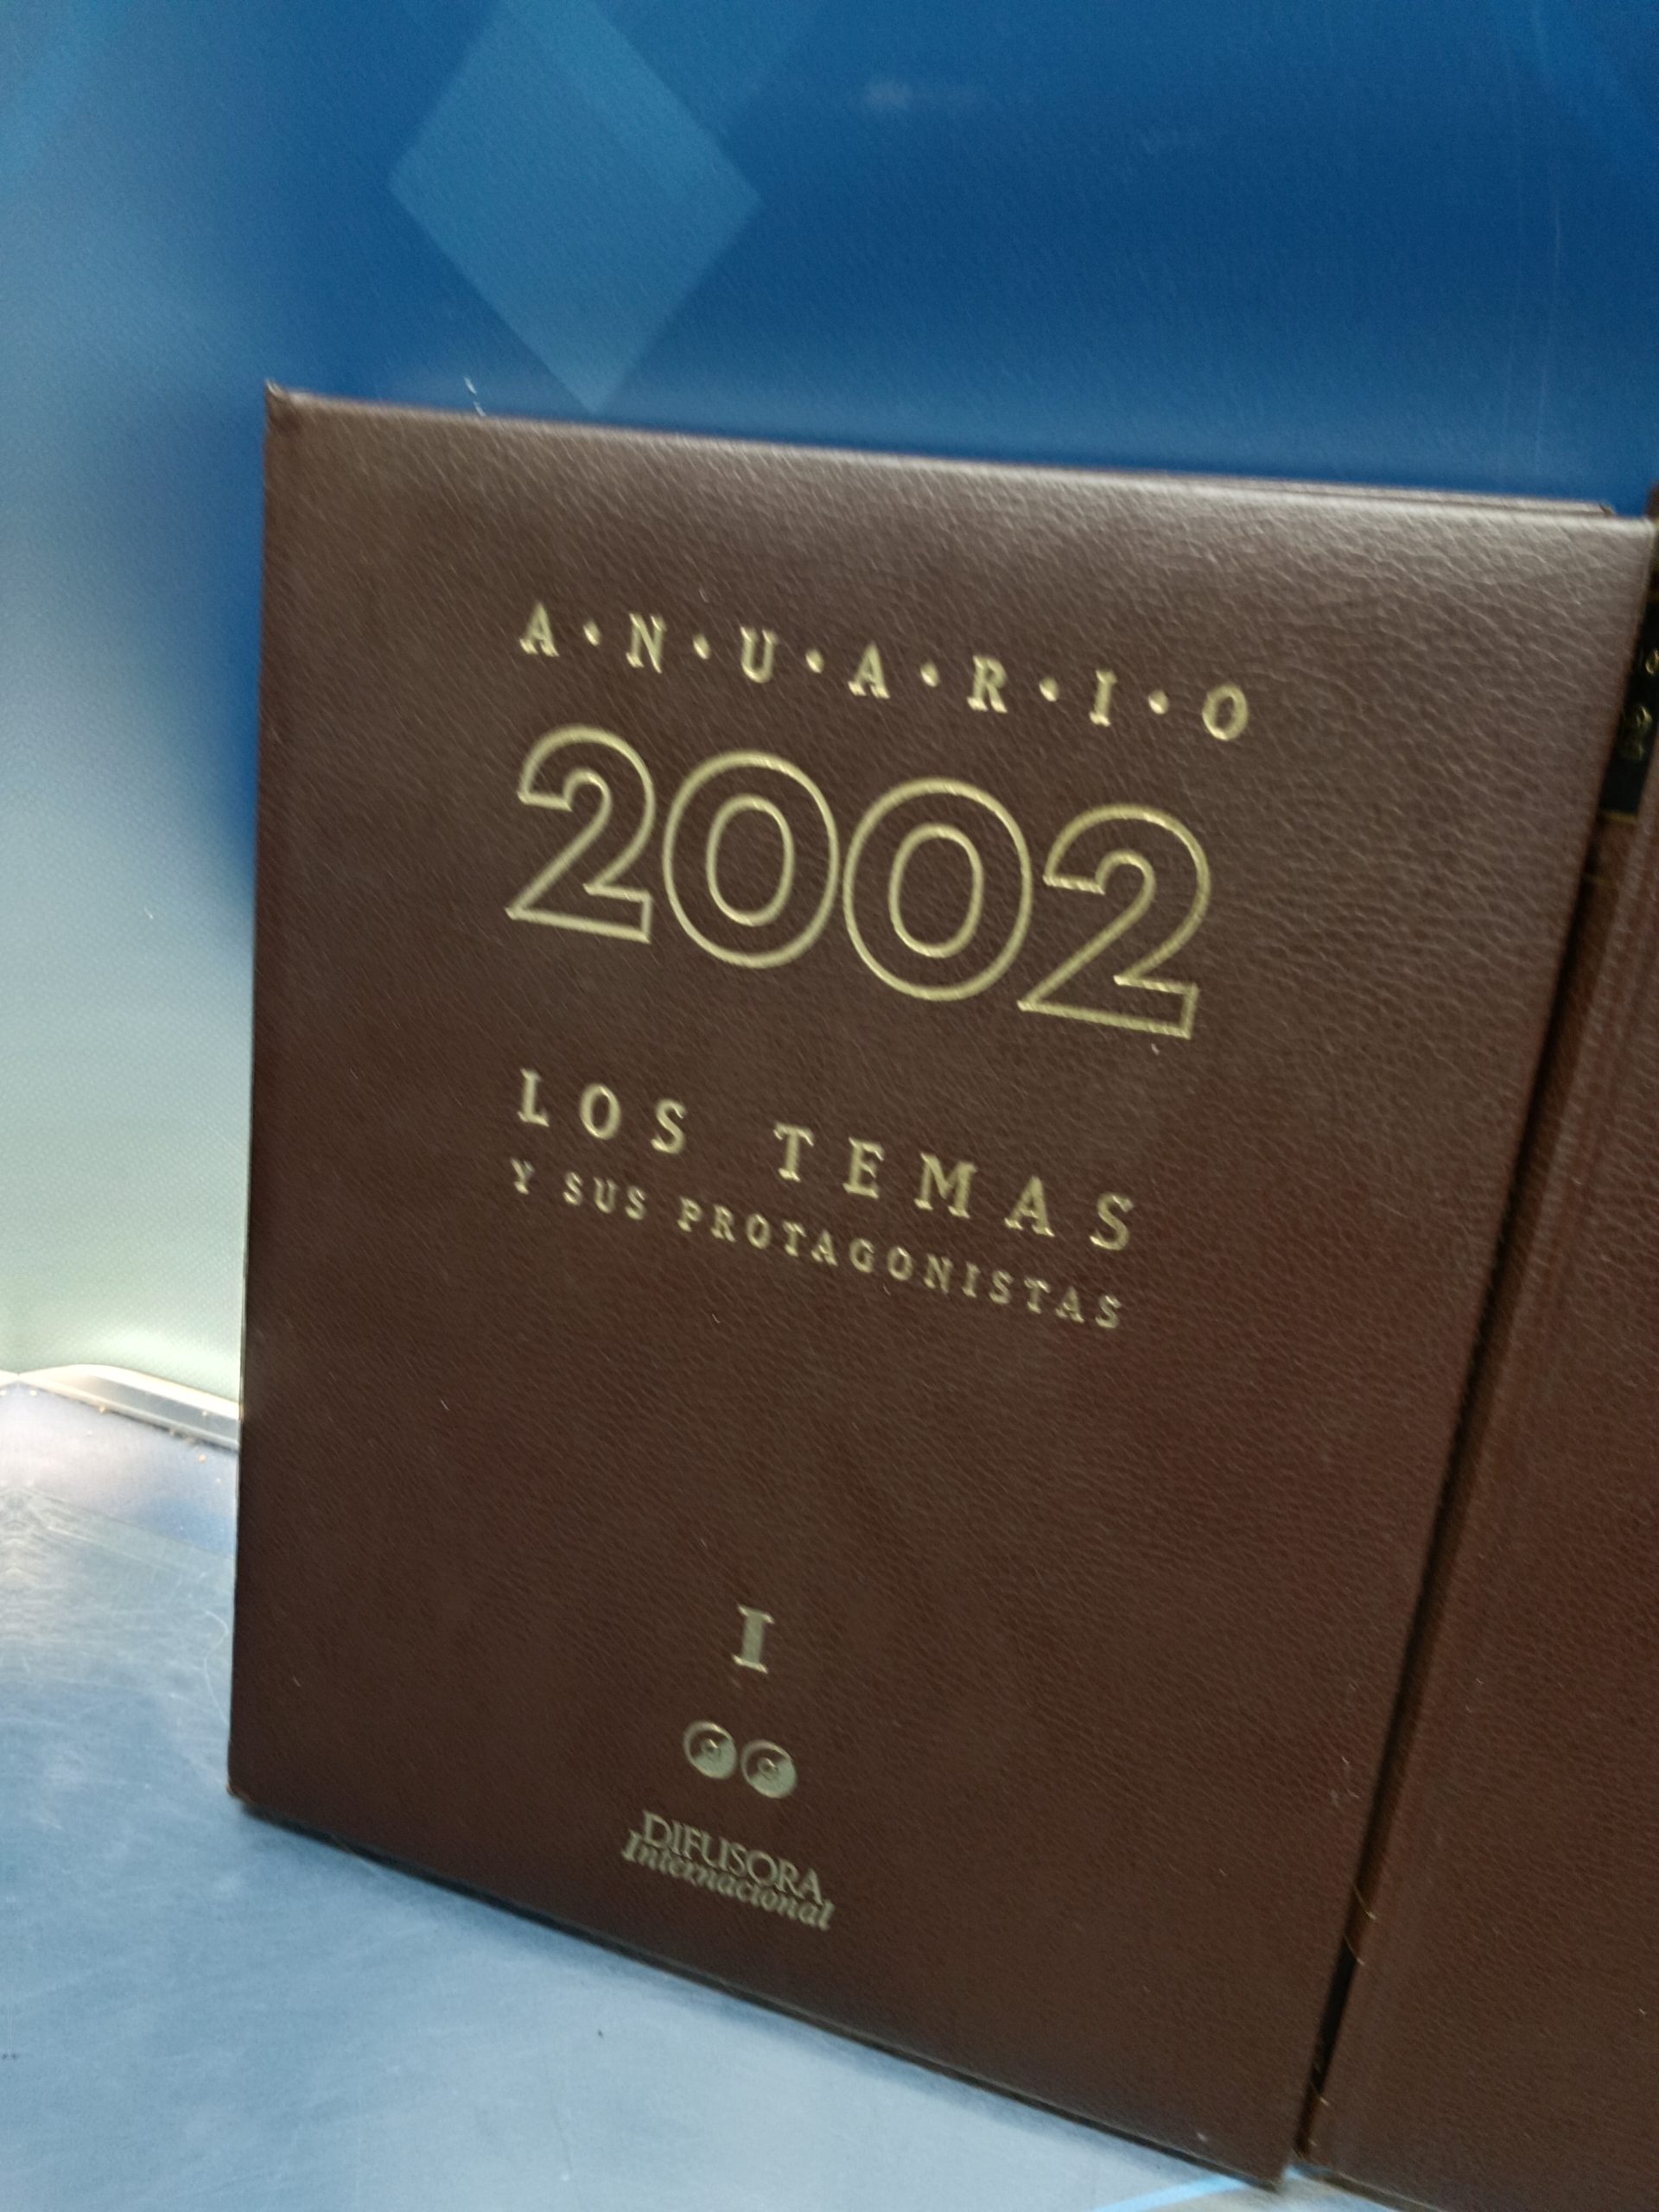 A·N·U·A·R·I·O
2002
LOS TEMAS
Y SUS PROTAGONISTAS
I
DIFUSORA
Internacional